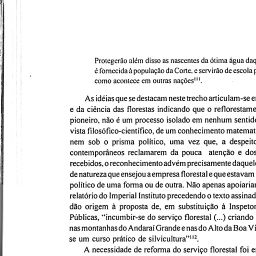 Protegerão além disso as nascentes da ótima água daq
é fornecida à população da Corte, e servirão de escola p
como acontece em outras nações¹¹¹.
As idéias que se destacam neste trecho articulam-se e
e da ciência das florestas indicando que o reflorestame
pioneiro, não é um processo isolado em nenhum sentid
vista filosófico-científico, de um conhecimento matemat
nem sob o prisma político, uma vez que, a despeit
contemporâneos reclamarem da pouca atenção e dos
recebidos, o reconhecimento advém precisamente daquel
de natureza que ensejou a empresa florestal e que estavam
político de uma forma ou de outra. Não apenas apoiaria
relatório do Imperial Instituto precedendo o texto assinad
dão origem à proposta de, em substituição à Inspeto
Públicas, "incumbir-se do serviço florestal (...) criando
nas montanhas do Andaraí Grande e nas do Alto da Boa Vi
se um curso prático de silvicultura"¹¹².
A necessidade de reforma do serviço florestal foi e